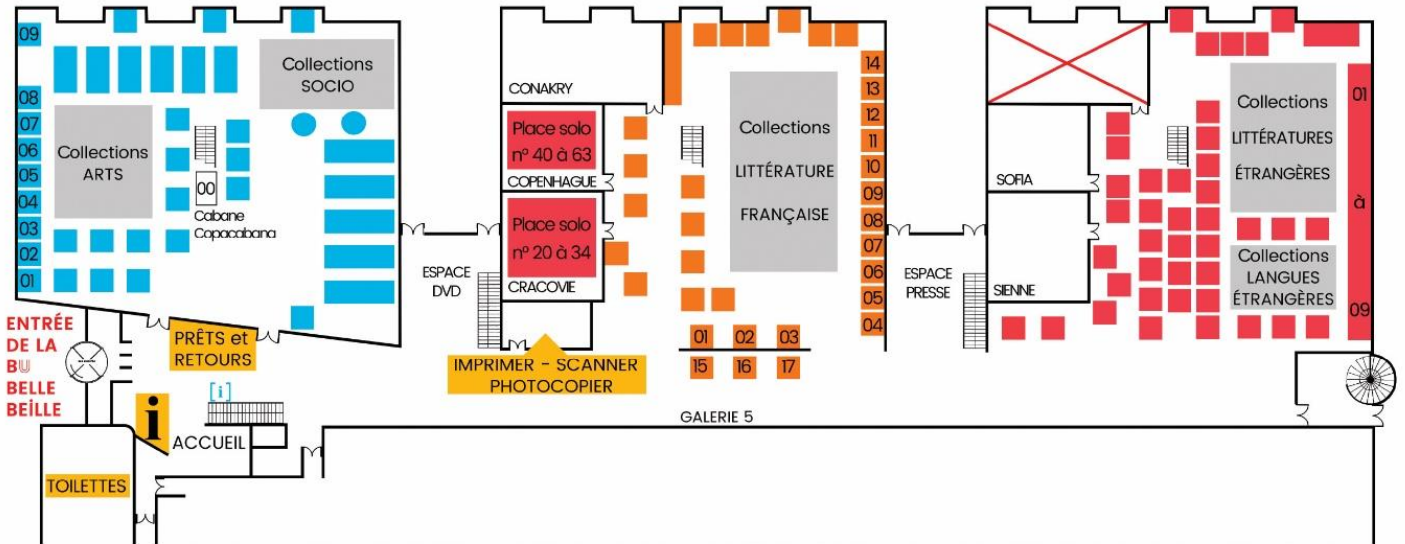 09
08
07
06
05
04
03
02
01
Collections
SOCIO
Collections
ARTS
00
Cabane
Copacabana
ENTRÉE
DE LA
BU
BELLE
BEILLE
PRÊTS et
RETOURS
[i]
i
ACCUEIL
TOILETTES
ESPACE
DVD
CONAKRY
Place solo
n° 40 à 63
COPENHAGUE
Place solo
n° 20 à 34
CRACOVIE
IMPRIMER - SCANNER
PHOTOCOPIER
Collections
LITTÉRATURE
FRANÇAISE
14
13
12
11
10
09
08
07
06
05
04
01 02 03
15 16 17
GALERIE 5
ESPACE
PRESSE
SOFIA
SIENNE
Collections
LITTÉRATURES
ÉTRANGÈRES
Collections
LANGUES
ÉTRANGÈRES
01
à
09